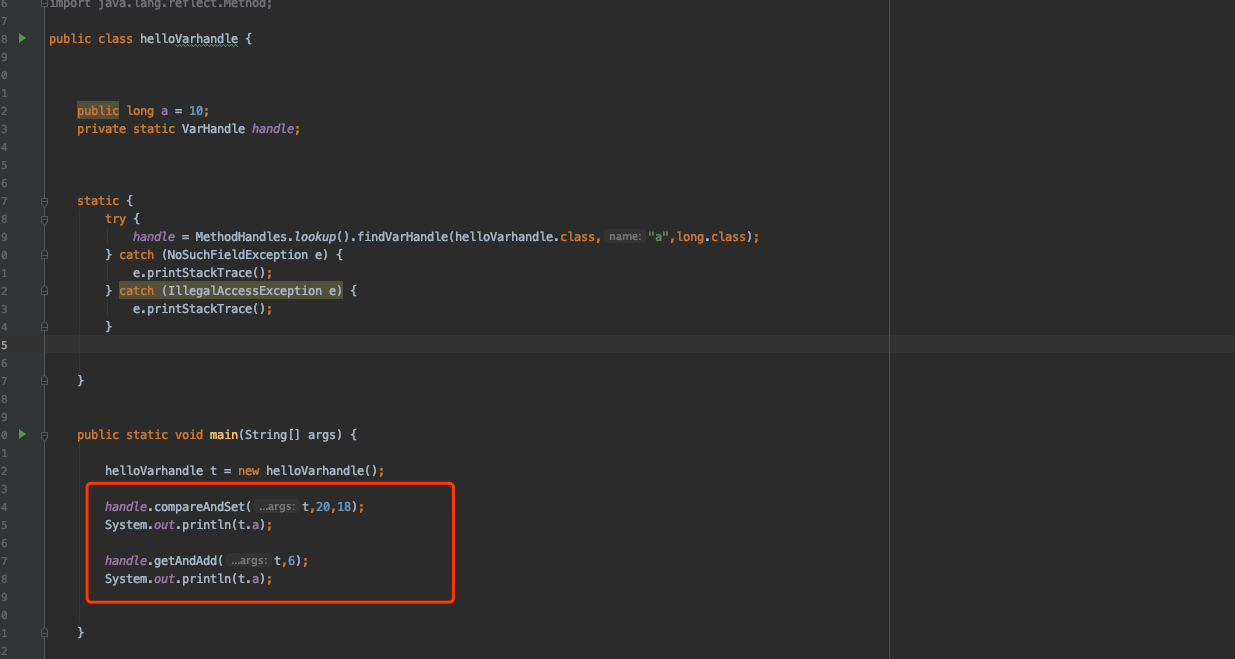 6 import java.lang.reflect.Method;
7
8 public class helloVarhandle {
9
0
1
2 public long a = 10;
3 private static VarHandle handle;
4
5
6
7 static {
8 try {
9 handle = MethodHandles.lookup().findVarHandle(helloVarhandle.class, name: "a",long.class);
0 } catch (NoSuchFieldException e) {
1 e.printStackTrace();
2 } catch (IllegalAccessException e) {
3 e.printStackTrace();
4 }
5
6
7 }
8
9
0 public static void main(String[] args) {
1
2 helloVarhandle t = new helloVarhandle();
3
4 handle.compareAndSet( ...args: t,20,18);
5 System.out.println(t.a);
6
7 handle.getAndAdd( ...args: t,6);
8 System.out.println(t.a);
9
0
1 }
2